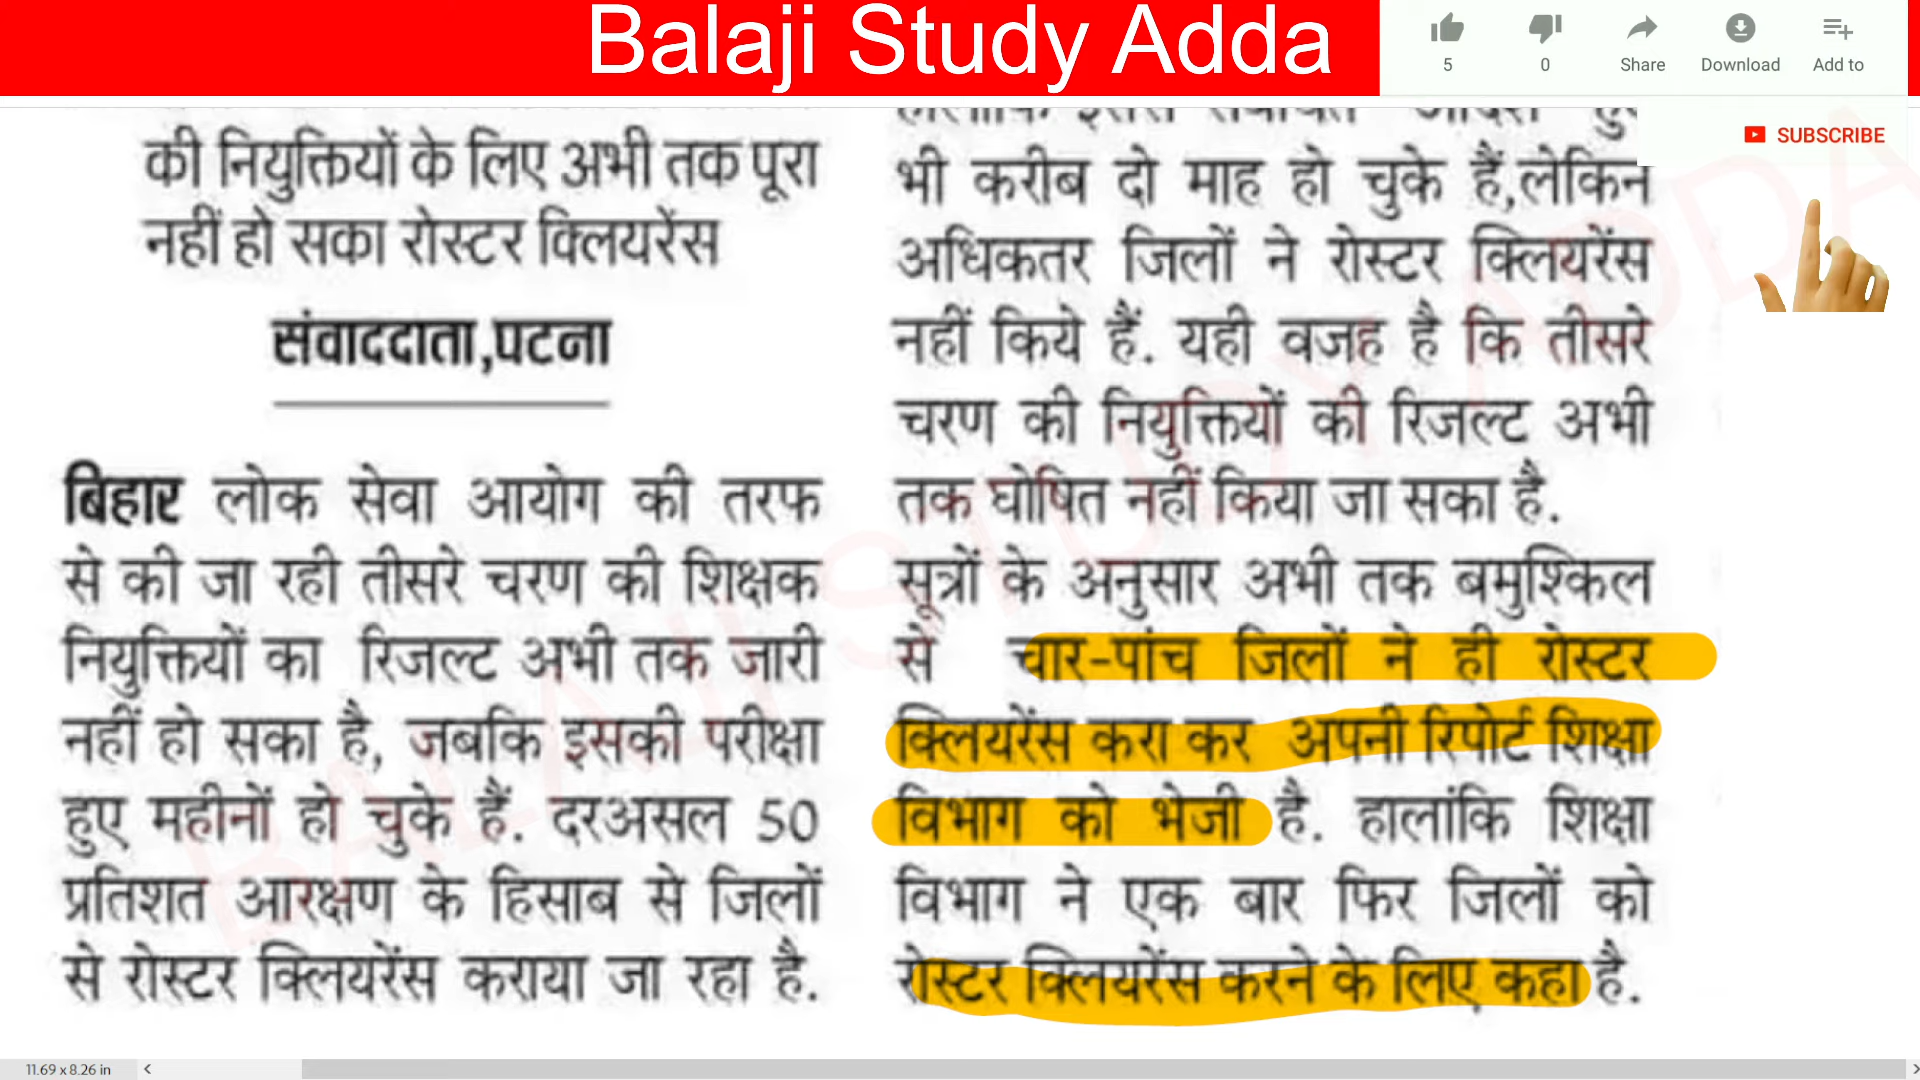 Balaji Study Adda
5
0
Share
Download
Add to
SUBSCRIBE
की नियुक्तियों के लिए अभी तक पूरा
नहीं हो सका रोस्टर क्लियरेंस
संवाददाता,पटना
बिहार लोक सेवा आयोग की तरफ
से की जा रही तीसरे चरण की शिक्षक
नियुक्तियों का रिजल्ट अभी तक जारी
नहीं हो सका है, जबकि इसकी परीक्षा
हुए महीनों हो चुके हैं. दरअसल 50
प्रतिशत आरक्षण के हिसाब से जिलों
से रोस्टर क्लियरेंस कराया जा रहा है.
भी करीब दो माह हो चुके हैं,लेकिन
अधिकतर जिलों ने रोस्टर क्लियरेंस
नहीं किये हैं. यही वजह है कि तीसरे
चरण की नियुक्तियों की रिजल्ट अभी
तक घोषित नहीं किया जा सका है.
सूत्रों के अनुसार अभी तक बमुश्किल
से चार-पांच जिलों ने ही रोस्टर
क्लियरेंस करा कर अपनी रिपोर्ट शिक्षा
विभाग को भेजी है. हालांकि शिक्षा
विभाग ने एक बार फिर जिलों को
रोस्टर क्लियरेंस करने के लिए कहा है.
BALAJI STUDY ADDA
11.69 x 8.26 in